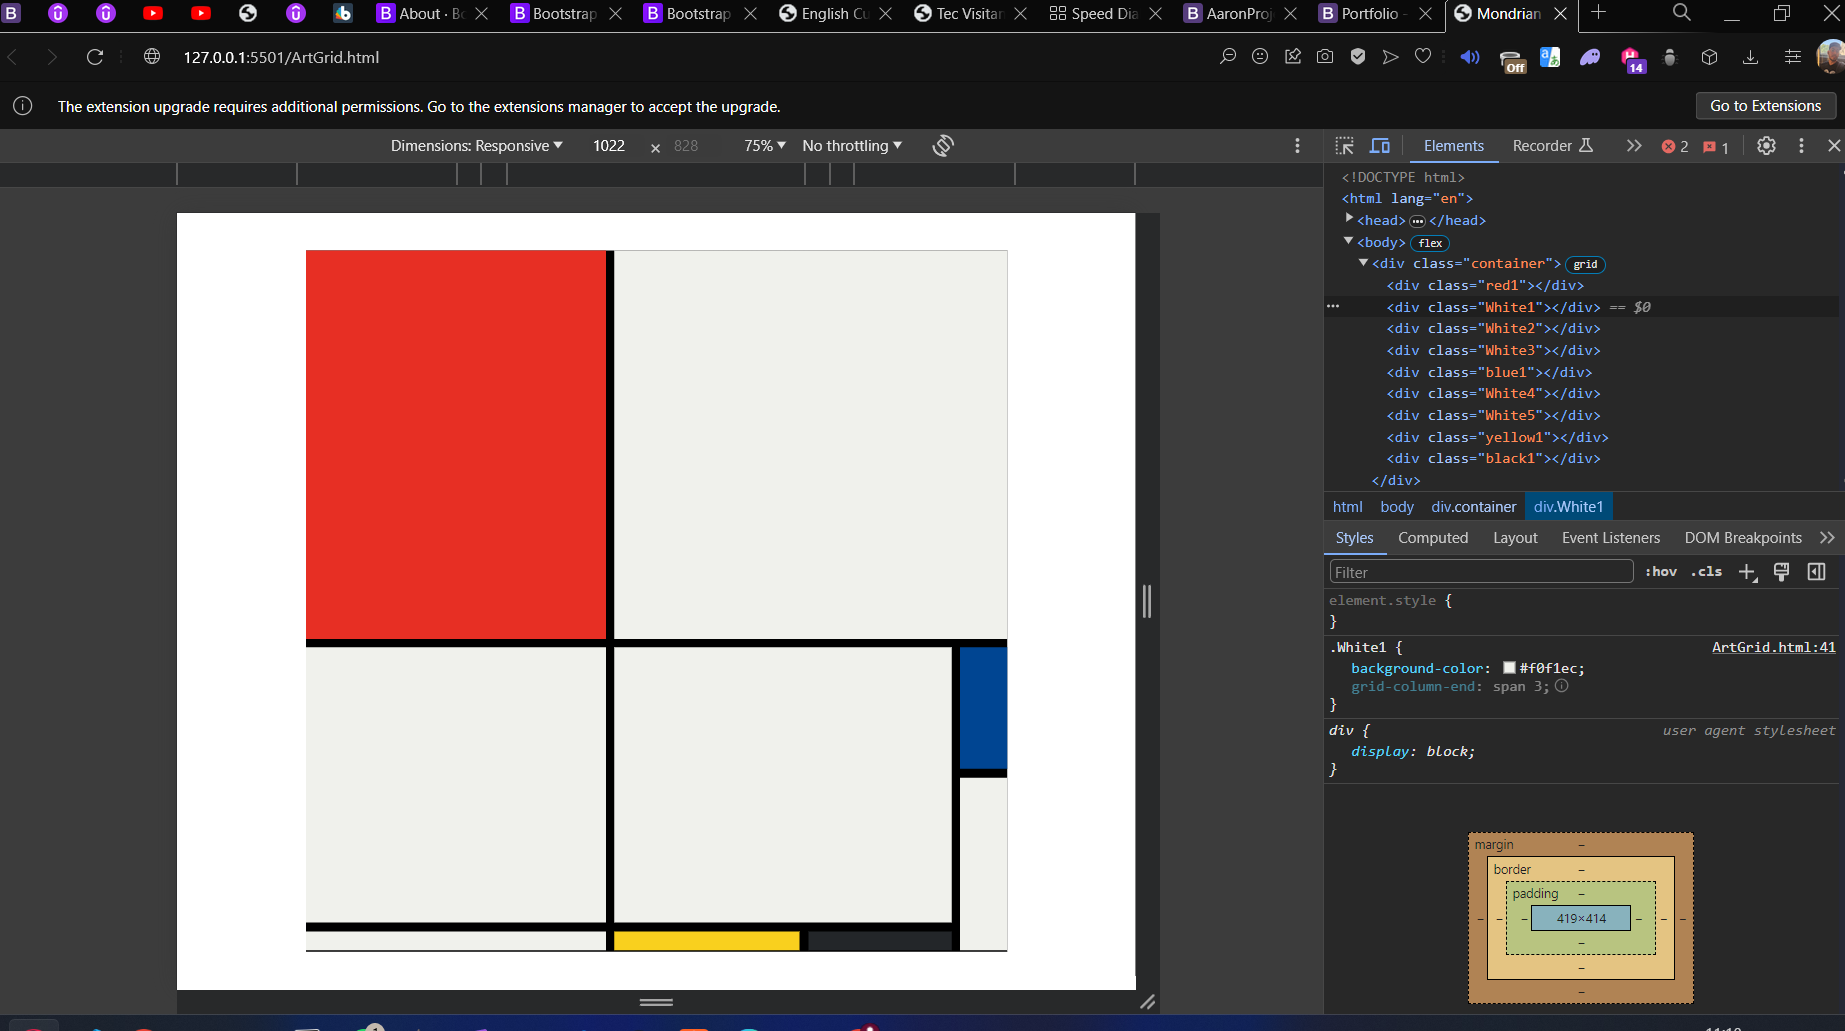 B About · Bo
B Bootstrap
B Bootstrap
English Cu
Tec Visitan
Speed Dia
B AaronProj
B Portfolio -
Mondrian
127.0.0.1:5501/ArtGrid.html
Off
14
The extension upgrade requires additional permissions. Go to the extensions manager to accept the upgrade.
Go to Extensions
Dimensions: Responsive 1022 × 828 75% No throttling
Elements Recorder 2 1
<!DOCTYPE html>
<html lang="en">
<head>…</head>
<body> flex
<div class="container"> grid
<div class="red1"></div>
… <div class="White1"></div> == $0
<div class="White2"></div>
<div class="White3"></div>
<div class="blue1"></div>
<div class="White4"></div>
<div class="White5"></div>
<div class="yellow1"></div>
<div class="black1"></div>
</div>
html body div.container div.White1
Styles Computed Layout Event Listeners DOM Breakpoints
Filter :hov .cls
element.style {
}
.White1 { ArtGrid.html:41
background-color: #f0f1ec;
grid-column-end: span 3;
}
div { user agent stylesheet
display: block;
}
margin –
border –
padding –
– – – 419×414 – – –
–
–
–